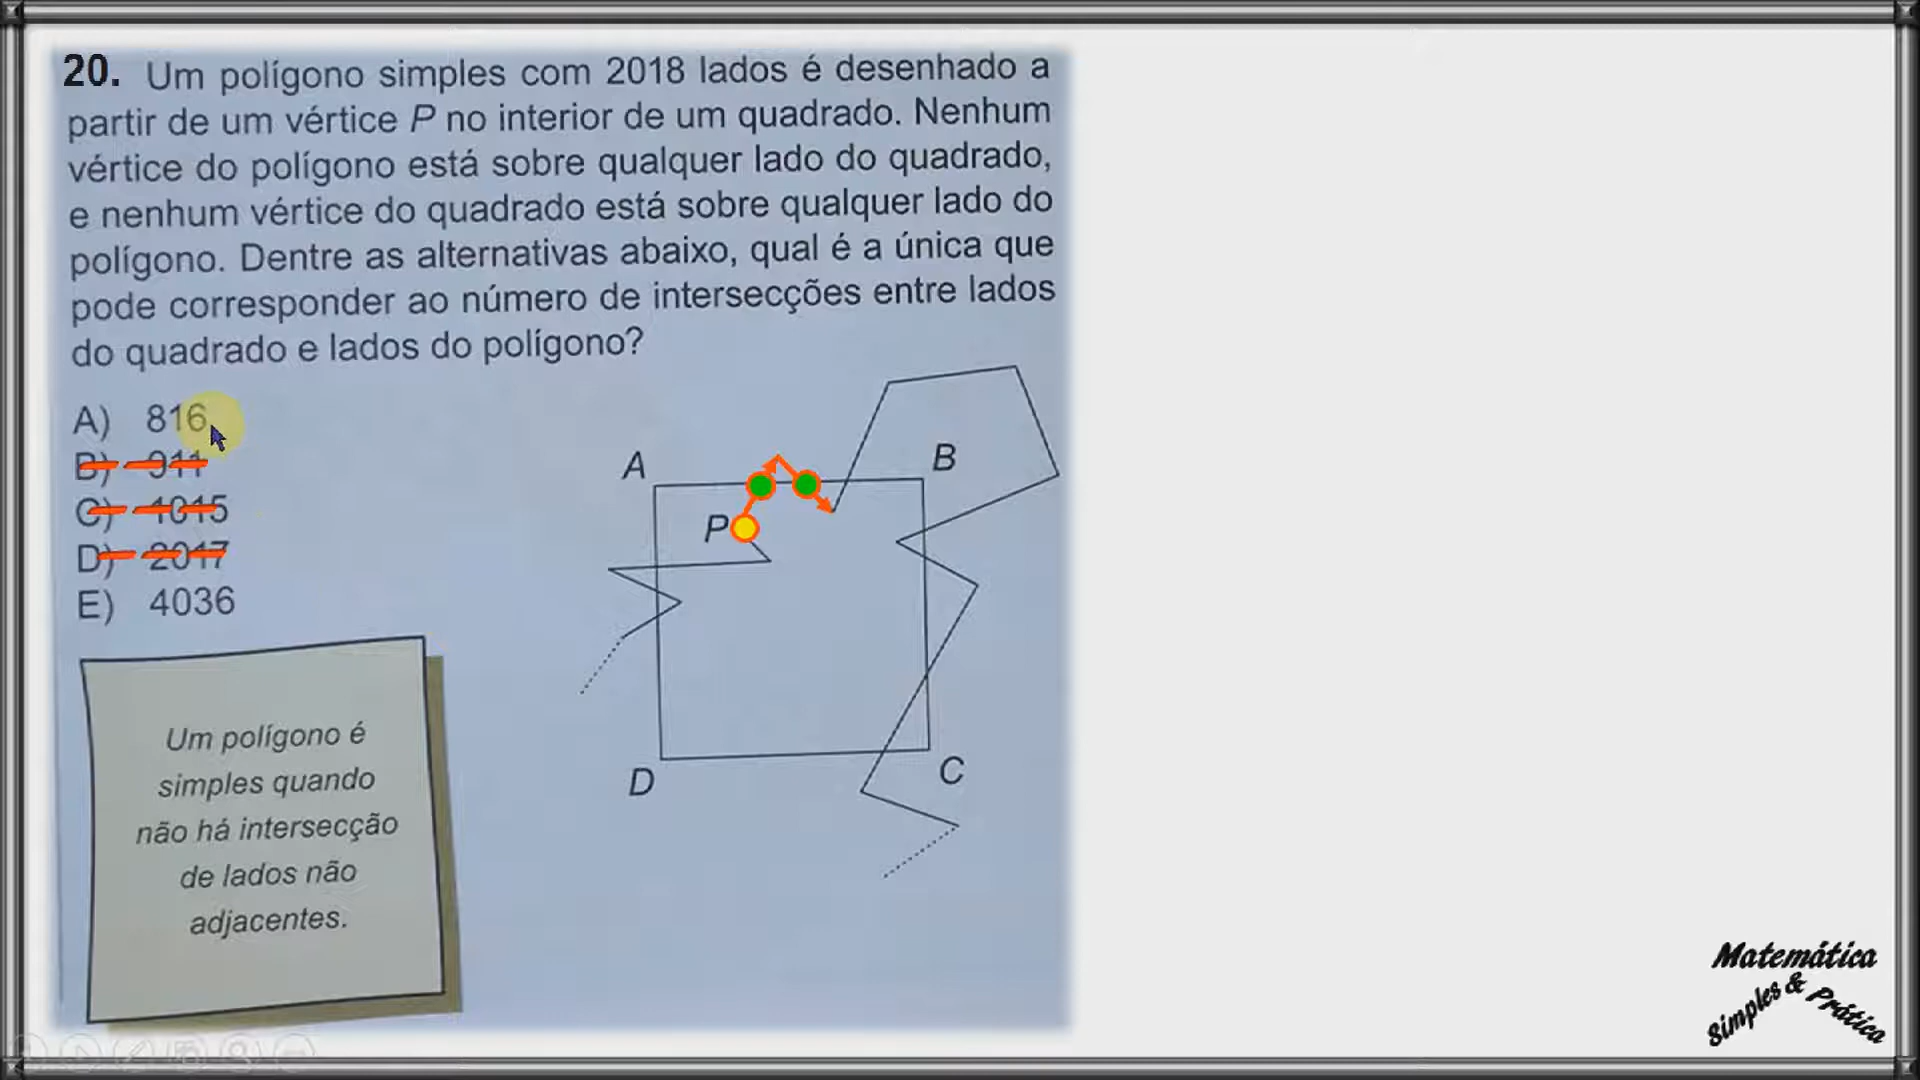 20. Um polígono simples com 2018 lados é desenhado a
partir de um vértice P no interior de um quadrado. Nenhum
vértice do polígono está sobre qualquer lado do quadrado,
e nenhum vértice do quadrado está sobre qualquer lado do
polígono. Dentre as alternativas abaixo, qual é a única que
pode corresponder ao número de intersecções entre lados
do quadrado e lados do polígono?
A) 816
B) 911
C) 1015
D) 2017
E) 4036
A
B
P
D
C
Um polígono é
simples quando
não há intersecção
de lados não
adjacentes.
Matemática
Simples & Prática